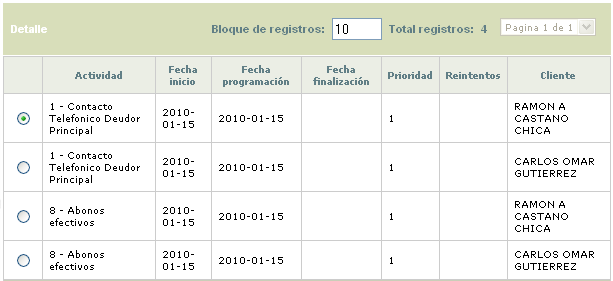 Detalle Bloque de registros: 10 Total registros: 4 Pagina 1 de 1
Actividad Fecha inicio Fecha programación Fecha finalización Prioridad Reintentos Cliente
1 - Contacto Telefonico Deudor Principal 2010-01-15 2010-01-15 1 RAMON A CASTANO CHICA
1 - Contacto Telefonico Deudor Principal 2010-01-15 2010-01-15 1 CARLOS OMAR GUTIERREZ
8 - Abonos efectivos 2010-01-15 2010-01-15 1 RAMON A CASTANO CHICA
8 - Abonos efectivos 2010-01-15 2010-01-15 1 CARLOS OMAR GUTIERREZ